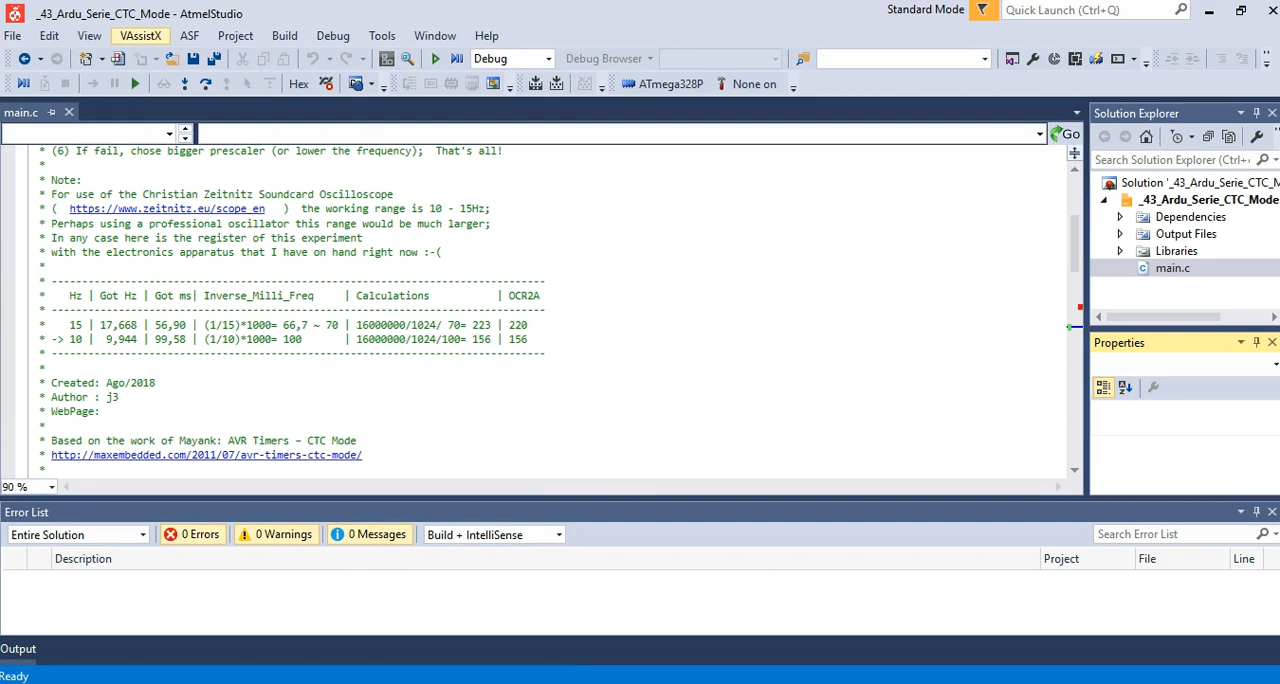 _43_Ardu_Serie_CTC_Mode - AtmelStudio
Standard Mode
Quick Launch (Ctrl+Q)
File Edit View VAssistX ASF Project Build Debug Tools Window Help
Debug
Debug Browser
Hex
ATmega328P
None on
main.c
Go
* (6) If fail, chose bigger prescaler (or lower the frequency);  That's all!
*
* Note:
* For use of the Christian Zeitnitz Soundcard Oscilloscope
* (  https://www.zeitnitz.eu/scope_en   )  the working range is 10 - 15Hz;
* Perhaps using a professional oscillator this range would be much larger;
* In any case here is the register of this experiment
* with the electronics apparatus that I have on hand right now :-(
*
* ---------------------------------------------------------------------------------
*    Hz | Got Hz | Got ms| Inverse_Milli_Freq     | Calculations           | OCR2A
* ---------------------------------------------------------------------------------
*    15 | 17,668 | 56,90 | (1/15)*1000= 66,7 ~ 70 | 16000000/1024/ 70= 223 | 220
* -> 10 |  9,944 | 99,58 | (1/10)*1000= 100       | 16000000/1024/100= 156 | 156
* ---------------------------------------------------------------------------------
*
* Created: Ago/2018
* Author : j3
* WebPage:
*
* Based on the work of Mayank: AVR Timers – CTC Mode
* http://maxembedded.com/2011/07/avr-timers-ctc-mode/
*
90 %
Solution Explorer
Search Solution Explorer (Ctrl+
Solution '_43_Ardu_Serie_CTC_M
_43_Ardu_Serie_CTC_Mode
Dependencies
Output Files
Libraries
main.c
Properties
Error List
Entire Solution
0 Errors
0 Warnings
0 Messages
Build + IntelliSense
Search Error List
Description
Project
File
Line
Output
Ready